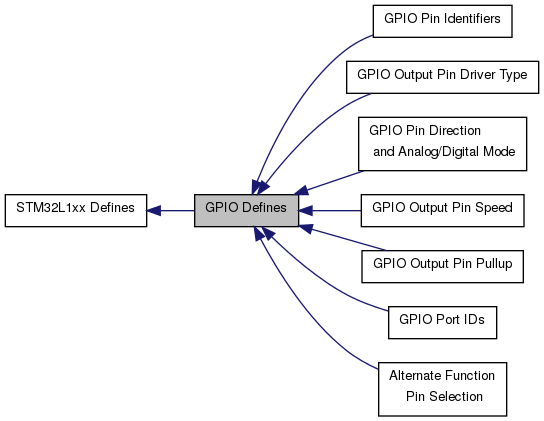 GPIO Pin Identifiers
GPIO Output Pin Driver Type
GPIO Pin Direction
and Analog/Digital Mode
STM32L1xx Defines
GPIO Defines
GPIO Output Pin Speed
GPIO Output Pin Pullup
GPIO Port IDs
Alternate Function
Pin Selection